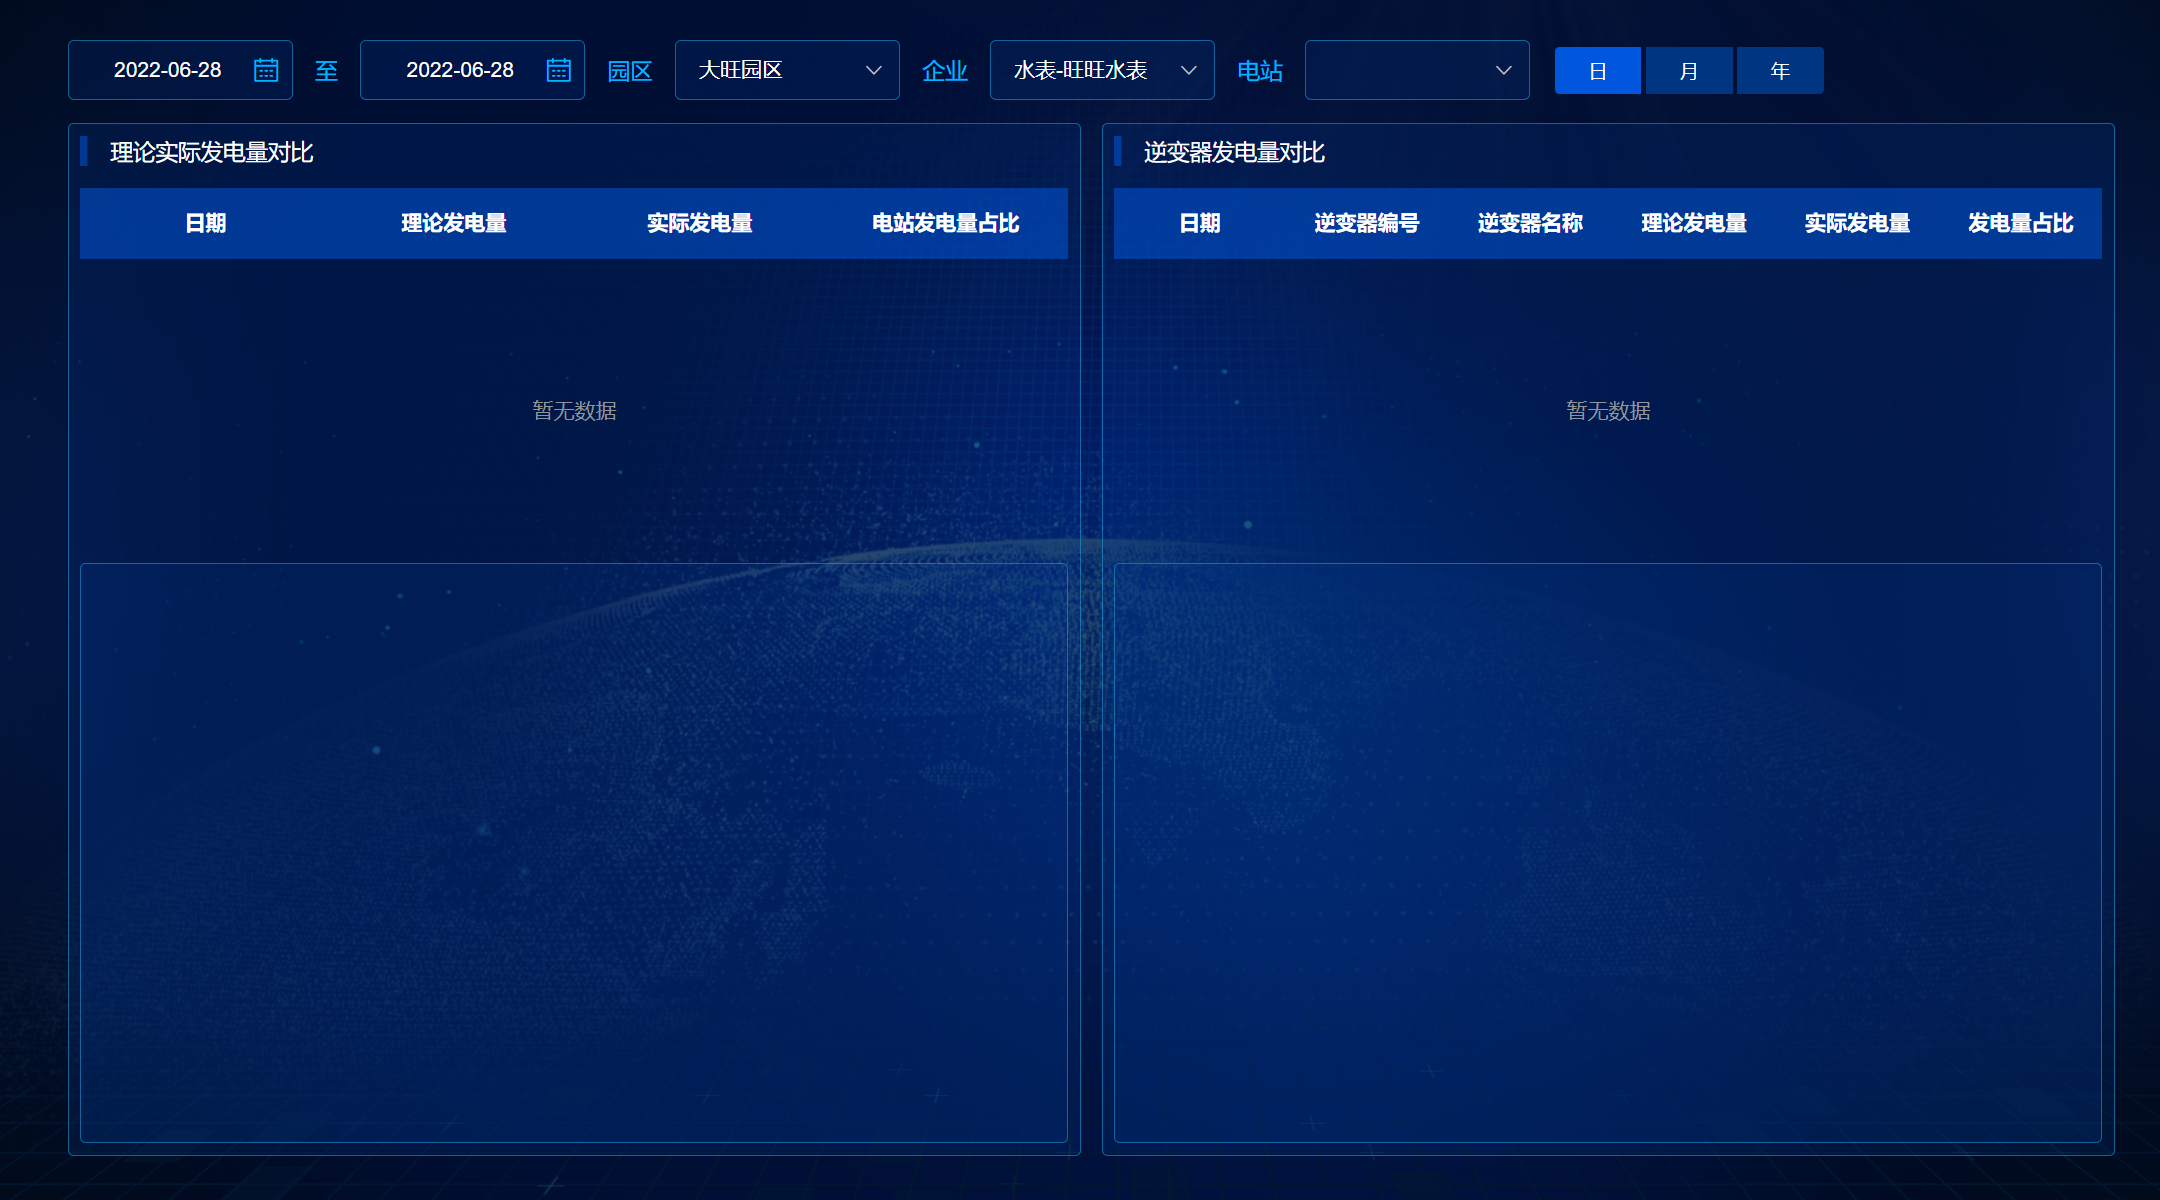 2022-06-28 至 2022-06-28 园区 大旺园区 企业 水表-旺旺水表 电站 日 月 年
理论实际发电量对比
日期 理论发电量 实际发电量 电站发电量占比
暂无数据
逆变器发电量对比
日期 逆变器编号 逆变器名称 理论发电量 实际发电量 发电量占比
暂无数据